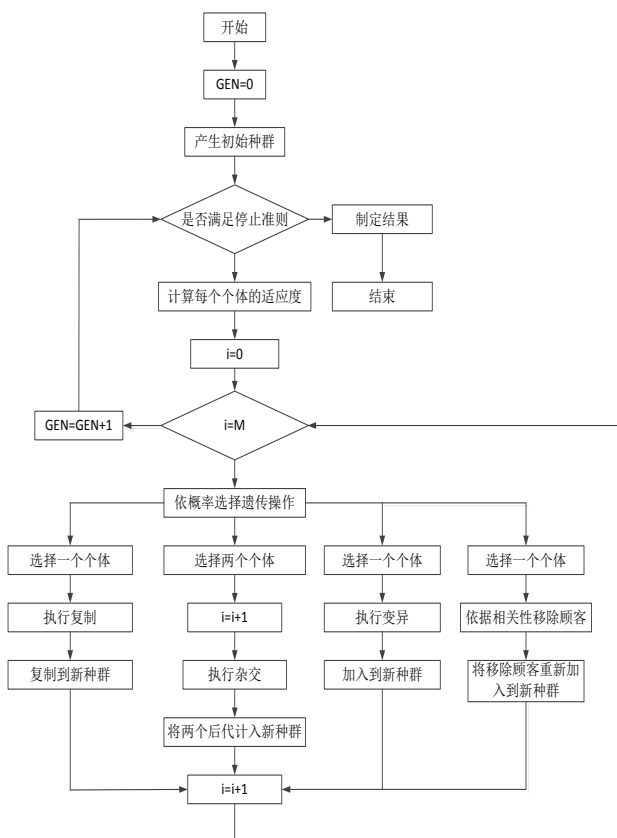 开始
GEN=0
产生初始种群
是否满足停止准则
制定结果
计算每个个体的适应度
结束
i=0
GEN=GEN+1
i=M
依概率选择遗传操作
选择一个个体
选择两个个体
选择一个个体
选择一个个体
执行复制
i=i+1
执行变异
依据相关性移除顾客
复制到新种群
执行杂交
加入到新种群
将移除顾客重新加
入到新种群
将两个后代计入新种群
i=i+1